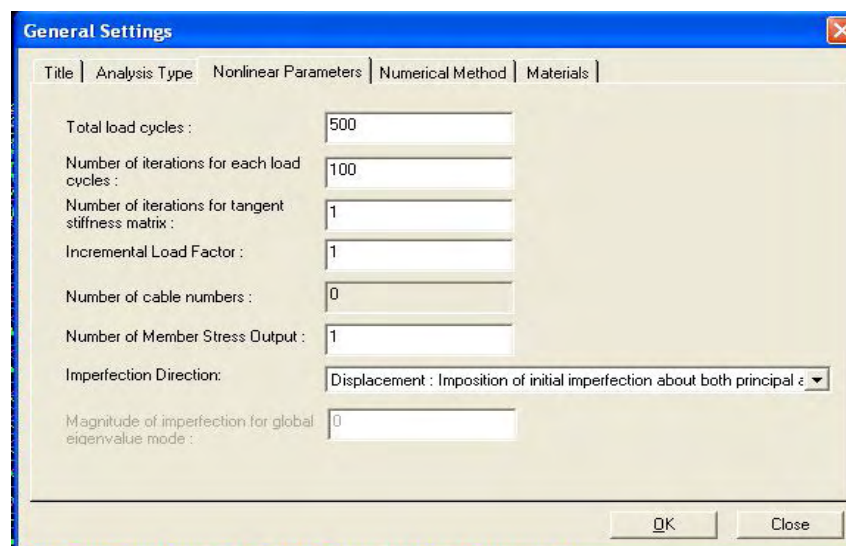 General Settings
Title
Analysis Type
Nonlinear Parameters
Numerical Method
Materials
Total load cycles :
500
Number of iterations for each load
cycles :
100
Number of iterations for tangent
stiffness matrix :
1
Incremental Load Factor :
1
Number of cable numbers :
0
Number of Member Stress Output :
1
Imperfection Direction:
Displacement : Imposition of initial imperfection about both principal
Magnitude of imperfection for global
eigenvalue mode :
0
OK
Close